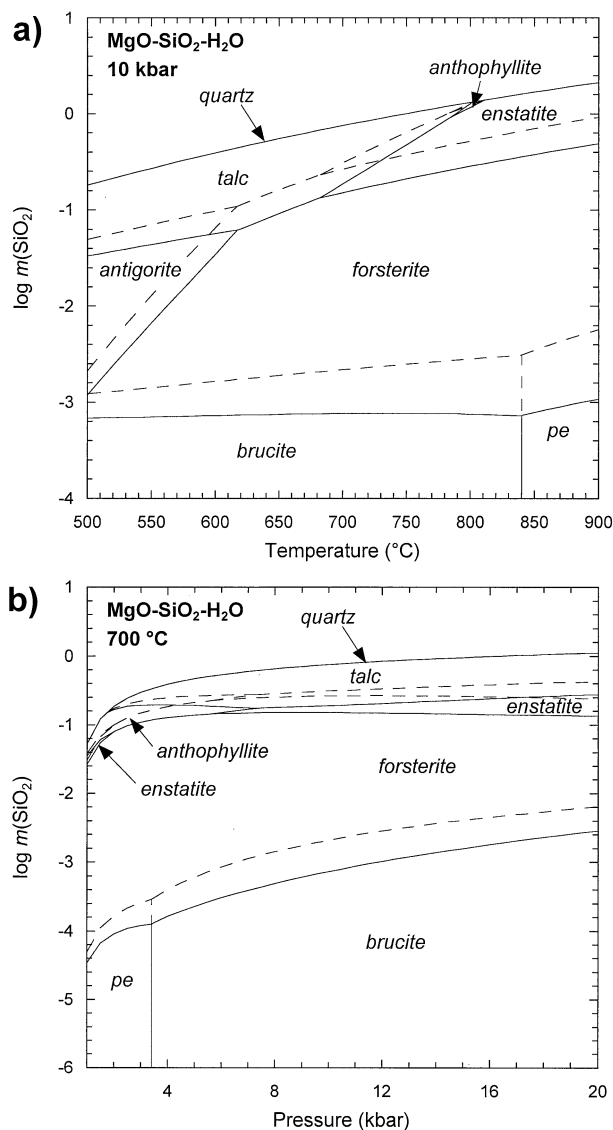 a)
MgO-SiO₂-H₂O
10 kbar
anthophyllite
quartz
enstatite
talc
antigorite
forsterite
brucite
pe
log m(SiO₂)
1
0
-1
-2
-3
-4
500 550 600 650 700 750 800 850 900
Temperature (°C)
b)
MgO-SiO₂-H₂O
700 °C
quartz
talc
enstatite
anthophyllite
forsterite
enstatite
brucite
pe
log m(SiO₂)
1
0
-1
-2
-3
-4
-5
-6
4 8 12 16 20
Pressure (kbar)